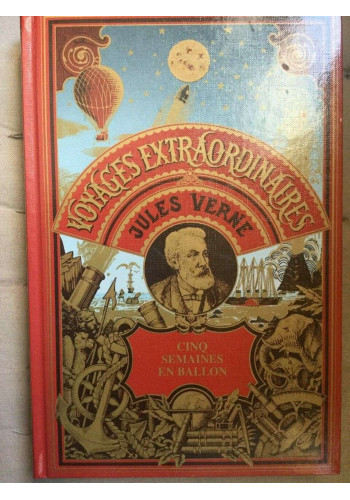 VOYAGES EXTRAORDINAIRES
JULES VERNE
CINQ
SEMAINES
EN BALLON